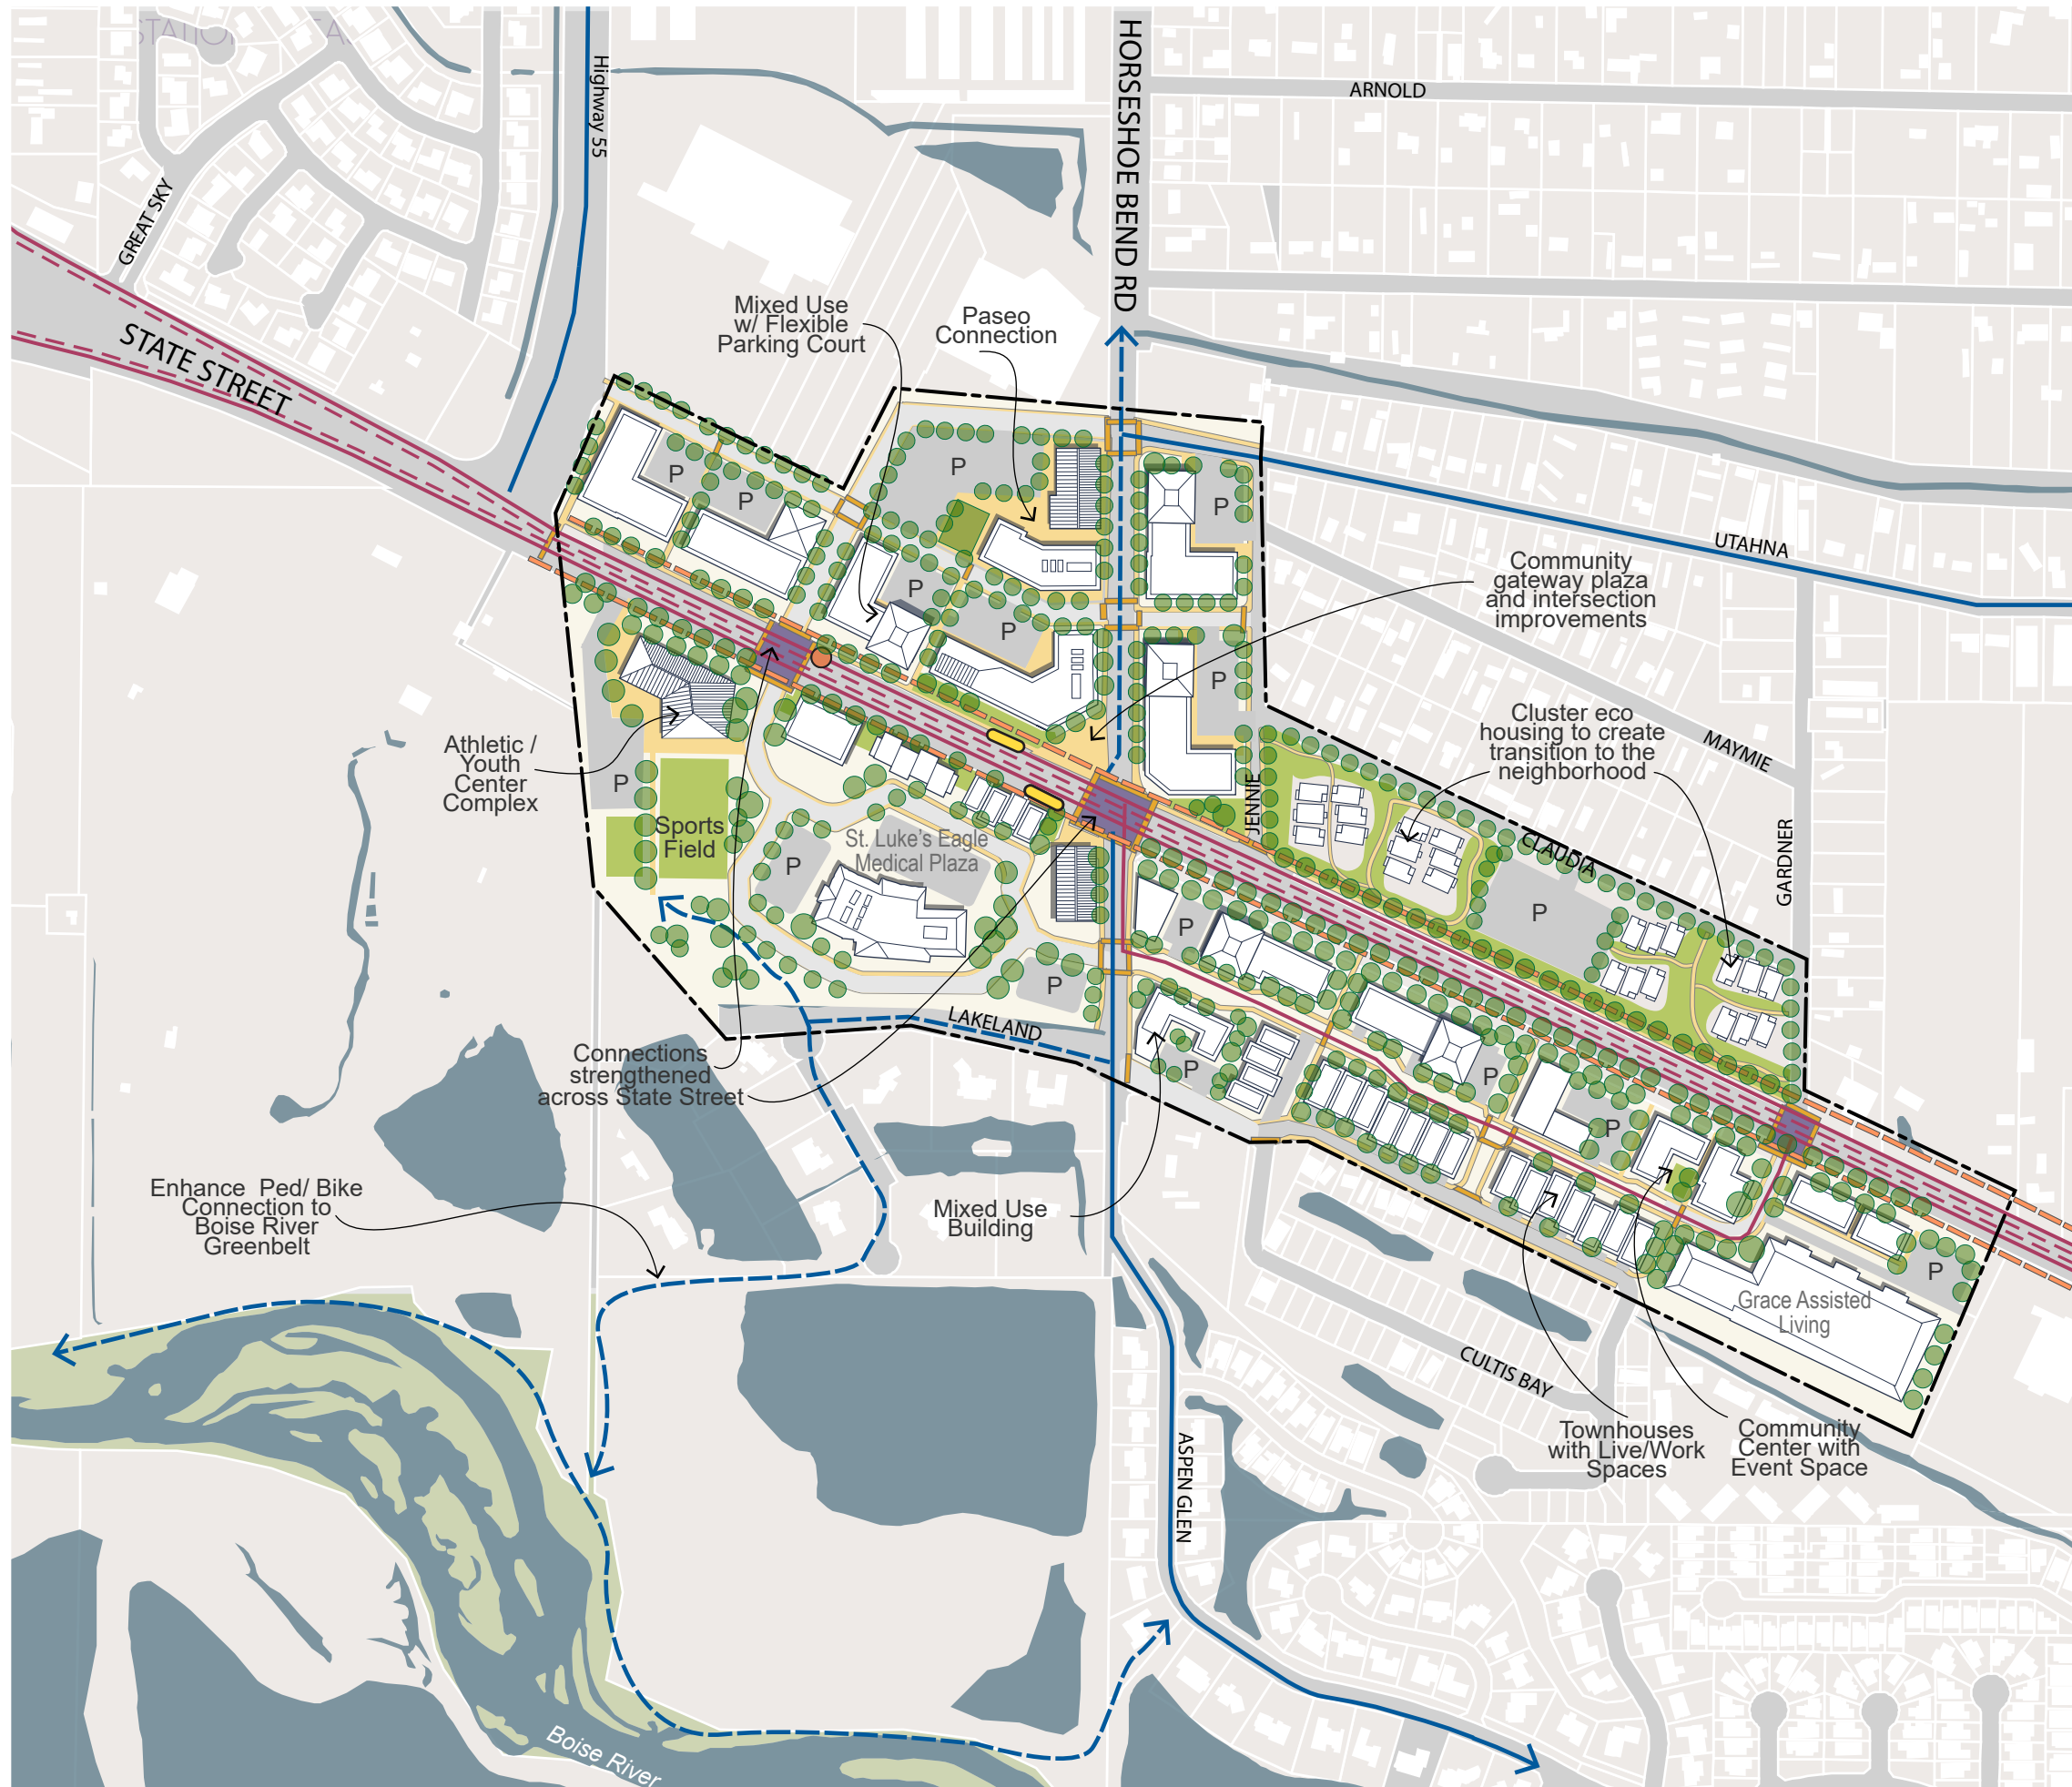 Highway 55
HORSESHOE BEND RD
ARNOLD
GREAT SKY
STATE STREET
Mixed Use
w/ Flexible
Parking Court
Paseo
Connection
P
P
P
P
P
P
P
UTAHNA
Community
gateway plaza
and intersection
improvements
MAYMIE
Cluster eco
housing to create
transition to the
neighborhood
JENNIE
CLAUDIA
GARDNER
Athletic /
Youth
Center
Complex
P
Sports
Field
St. Luke's Eagle
Medical Plaza
P
P
P
P
LAKELAND
P
P
P
Connections
strengthened
across State Street
Enhance Ped/ Bike
Connection to
Boise River
Greenbelt
Mixed Use
Building
P
Grace Assisted
Living
CULTIS BAY
Townhouses
with Live/Work
Spaces
Community
Center with
Event Space
ASPEN GLEN
Boise River